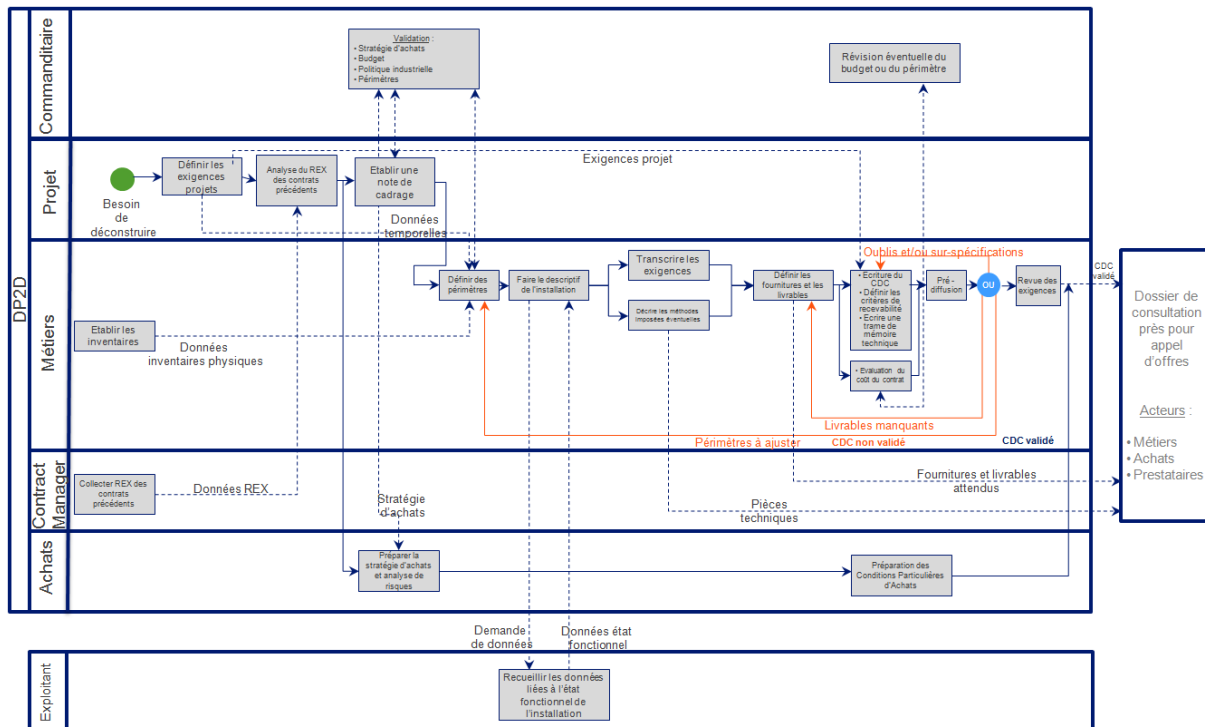 DP2D
Commanditaire
Validation :
• Stratégie d'achats
• Budget
• Politique industrielle
• Périmètres
Révision éventuelle du
budget ou du périmètre
Projet
Besoin
de
déconstruire
Définir les
exigences
projets
Analyse du REX
des contrats
précédents
Etablir une
note de
cadrage
Exigences projet
Données
temporelles
Métiers
Etablir les
inventaires
Données
inventaires physiques
Définir des
périmètres
Faire le descriptif
de l'installation
Transcrire les
exigences
Décrire les méthodes
imposées éventuelles
Définir les
fournitures et les
livrables
Oublis et/ou sur-spécifications
• Ecriture du
CDC
• Définir les
critères de
recevabilité
• Ecrire une
trame de
mémoire
technique
• Evaluation du
coût du contrat
Pré-
diffusion
OU
Revue des
exigences
CDC
validé
Livrables manquants
Périmètres à ajuster
CDC non validé
CDC validé
Dossier de
consultation
près pour
appel
d'offres
Acteurs :
• Métiers
• Achats
• Prestataires
Contract
Manager
Collecter REX des
contrats
précédents
Données REX
Stratégie
d'achats
Fournitures et livrables
attendus
Pièces
techniques
Achats
Préparer la
stratégie d'achats
et analyse de
risques
Préparation des
Conditions Particulières
d'Achats
Demande
de données
Données état
fonctionnel
Exploitant
Recueillir les données
liées à l'état
fonctionnel de
l'installation